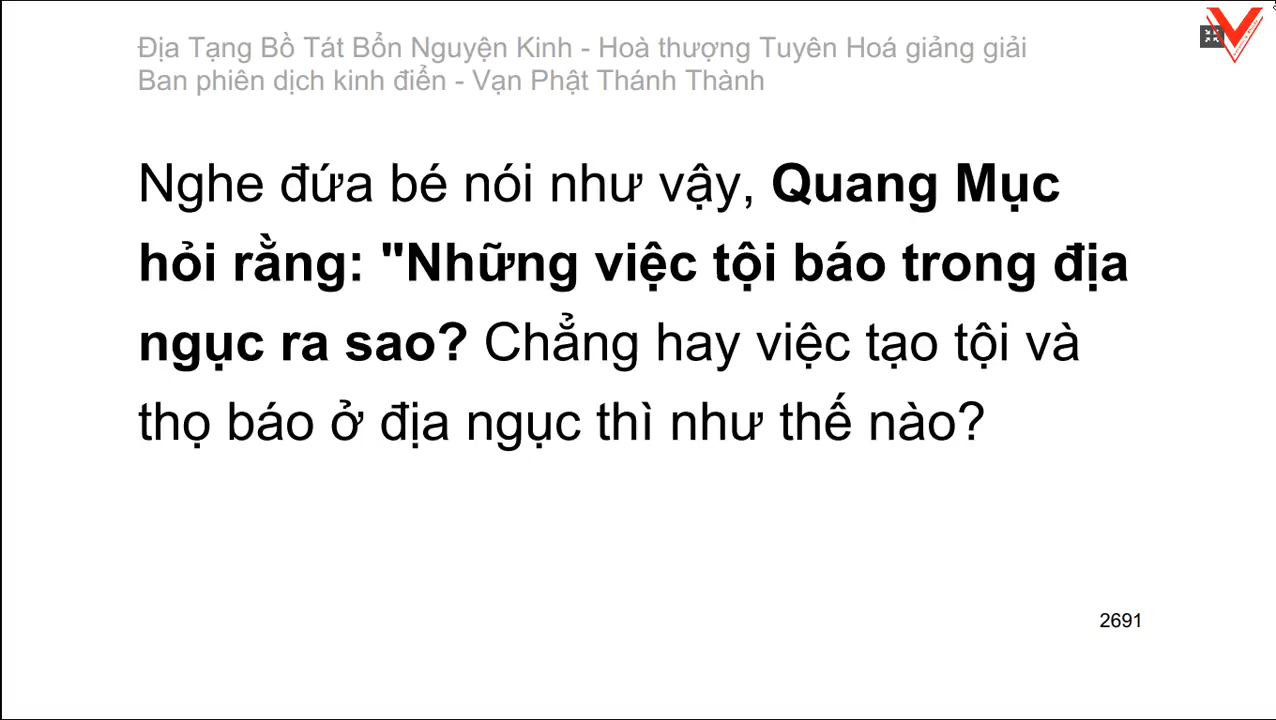 Địa Tạng Bồ Tát Bổn Nguyện Kinh - Hoà thượng Tuyên Hoá giảng giải
Ban phiên dịch kinh điển - Vạn Phật Thánh Thành
Nghe đứa bé nói như vậy, Quang Mục
hỏi rằng: "Những việc tội báo trong địa
ngục ra sao? Chẳng hay việc tạo tội và
thọ báo ở địa ngục thì như thế nào?
2691